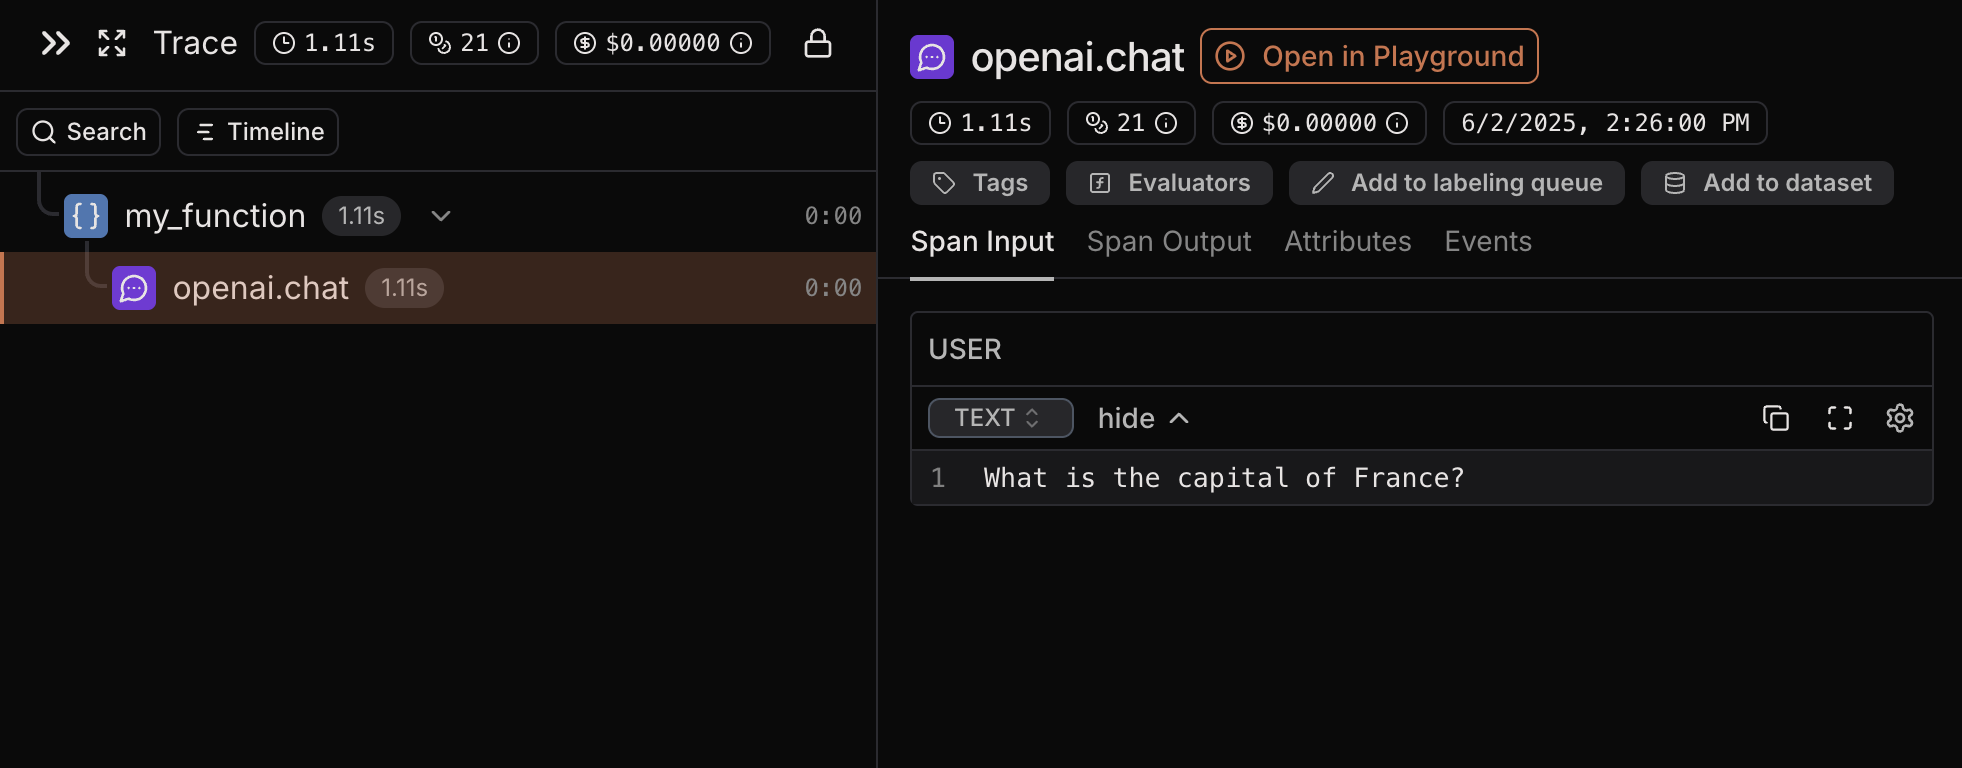 Trace 1.11s 21 $0.00000
Search Timeline
my_function 1.11s 0:00
openai.chat 1.11s 0:00
openai.chat Open in Playground
1.11s 21 $0.00000 6/2/2025, 2:26:00 PM
Tags Evaluators Add to labeling queue Add to dataset
Span Input Span Output Attributes Events
USER
TEXT hide
1 What is the capital of France?